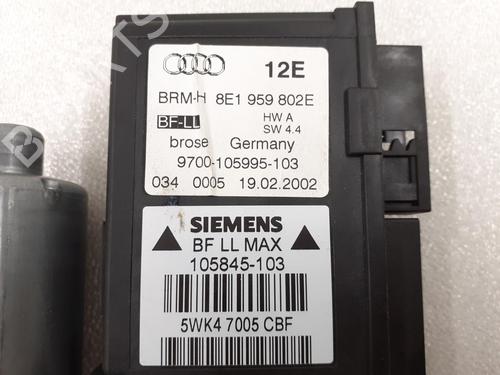 12E
BRM-H 8E1 959 802E
BF-LL HW A
SW 4.4
brose Germany
9700-105995-103
034 0005 19.02.2002
SIEMENS
BF LL MAX
105845-103
5WK4 7005 CBF